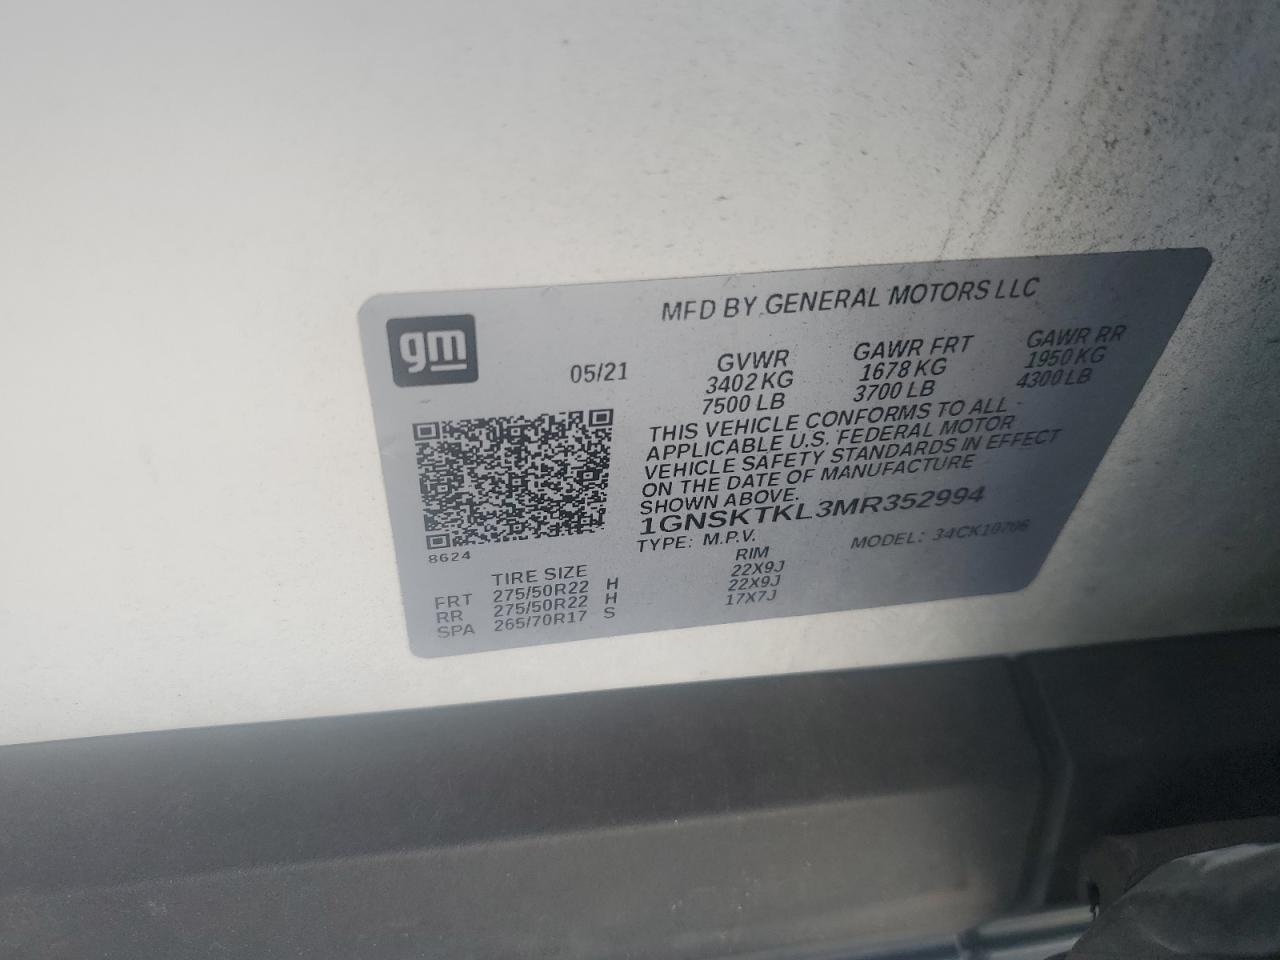 MFD BY GENERAL MOTORS LLC
gm
05/21 GVWR GAWR FRT GAWR RR
3402 KG 1678 KG 1950 KG
7500 LB 3700 LB 4300 LB
THIS VEHICLE CONFORMS TO ALL
APPLICABLE U.S. FEDERAL MOTOR
VEHICLE SAFETY STANDARDS IN EFFECT
ON THE DATE OF MANUFACTURE
SHOWN ABOVE.
1GNSKTKL3MR352994
TYPE: M.P.V. MODEL: 34CK10706
8624
TIRE SIZE RIM
FRT 275/50R22 H 22X9J
RR 275/50R22 H 22X9J
SPA 265/70R17 S 17X7J